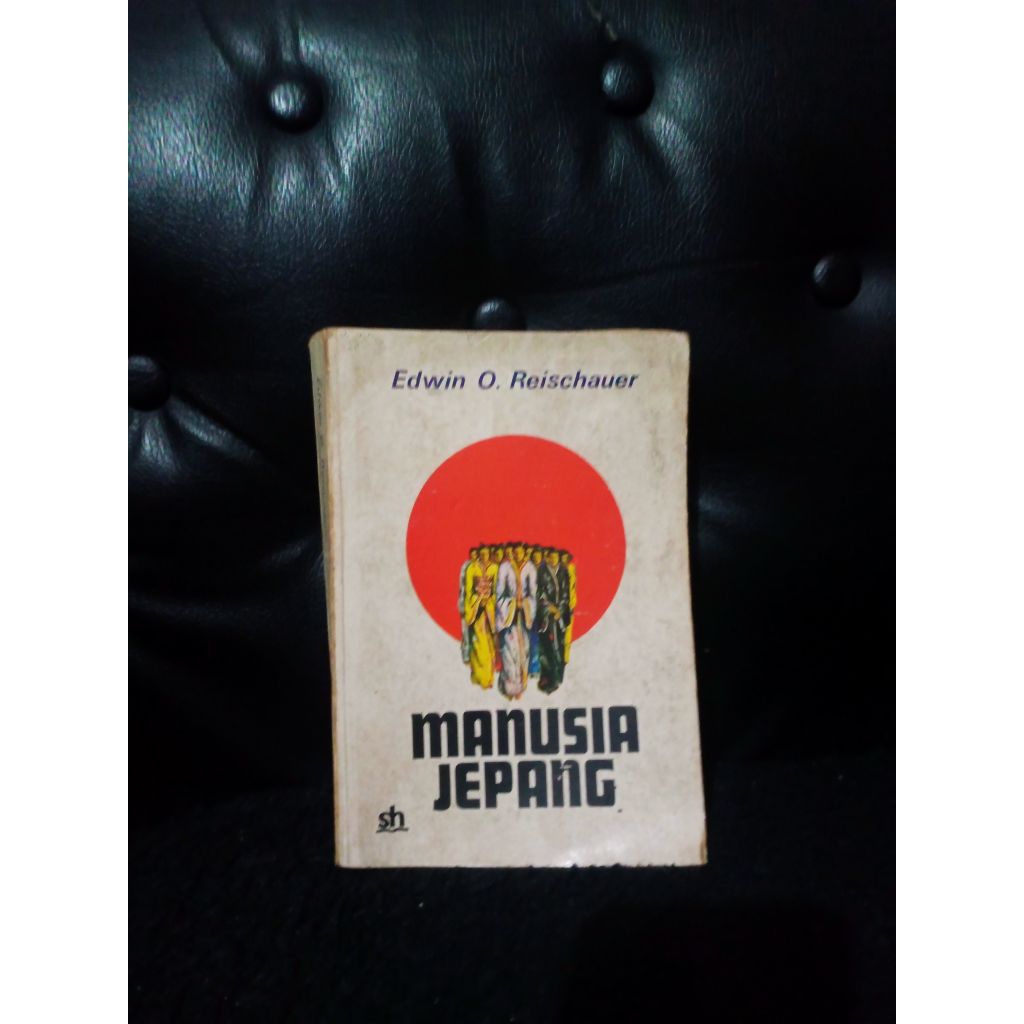 Edwin O. Reischauer
MANUSIA
JEPANG
sh